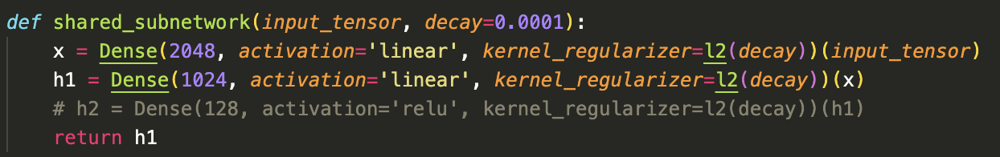 def shared_subnetwork(input_tensor, decay=0.0001):
    x = Dense(2048, activation='linear', kernel_regularizer=l2(decay))(input_tensor)
    h1 = Dense(1024, activation='linear', kernel_regularizer=l2(decay))(x)
    # h2 = Dense(128, activation='relu', kernel_regularizer=l2(decay))(h1)
    return h1